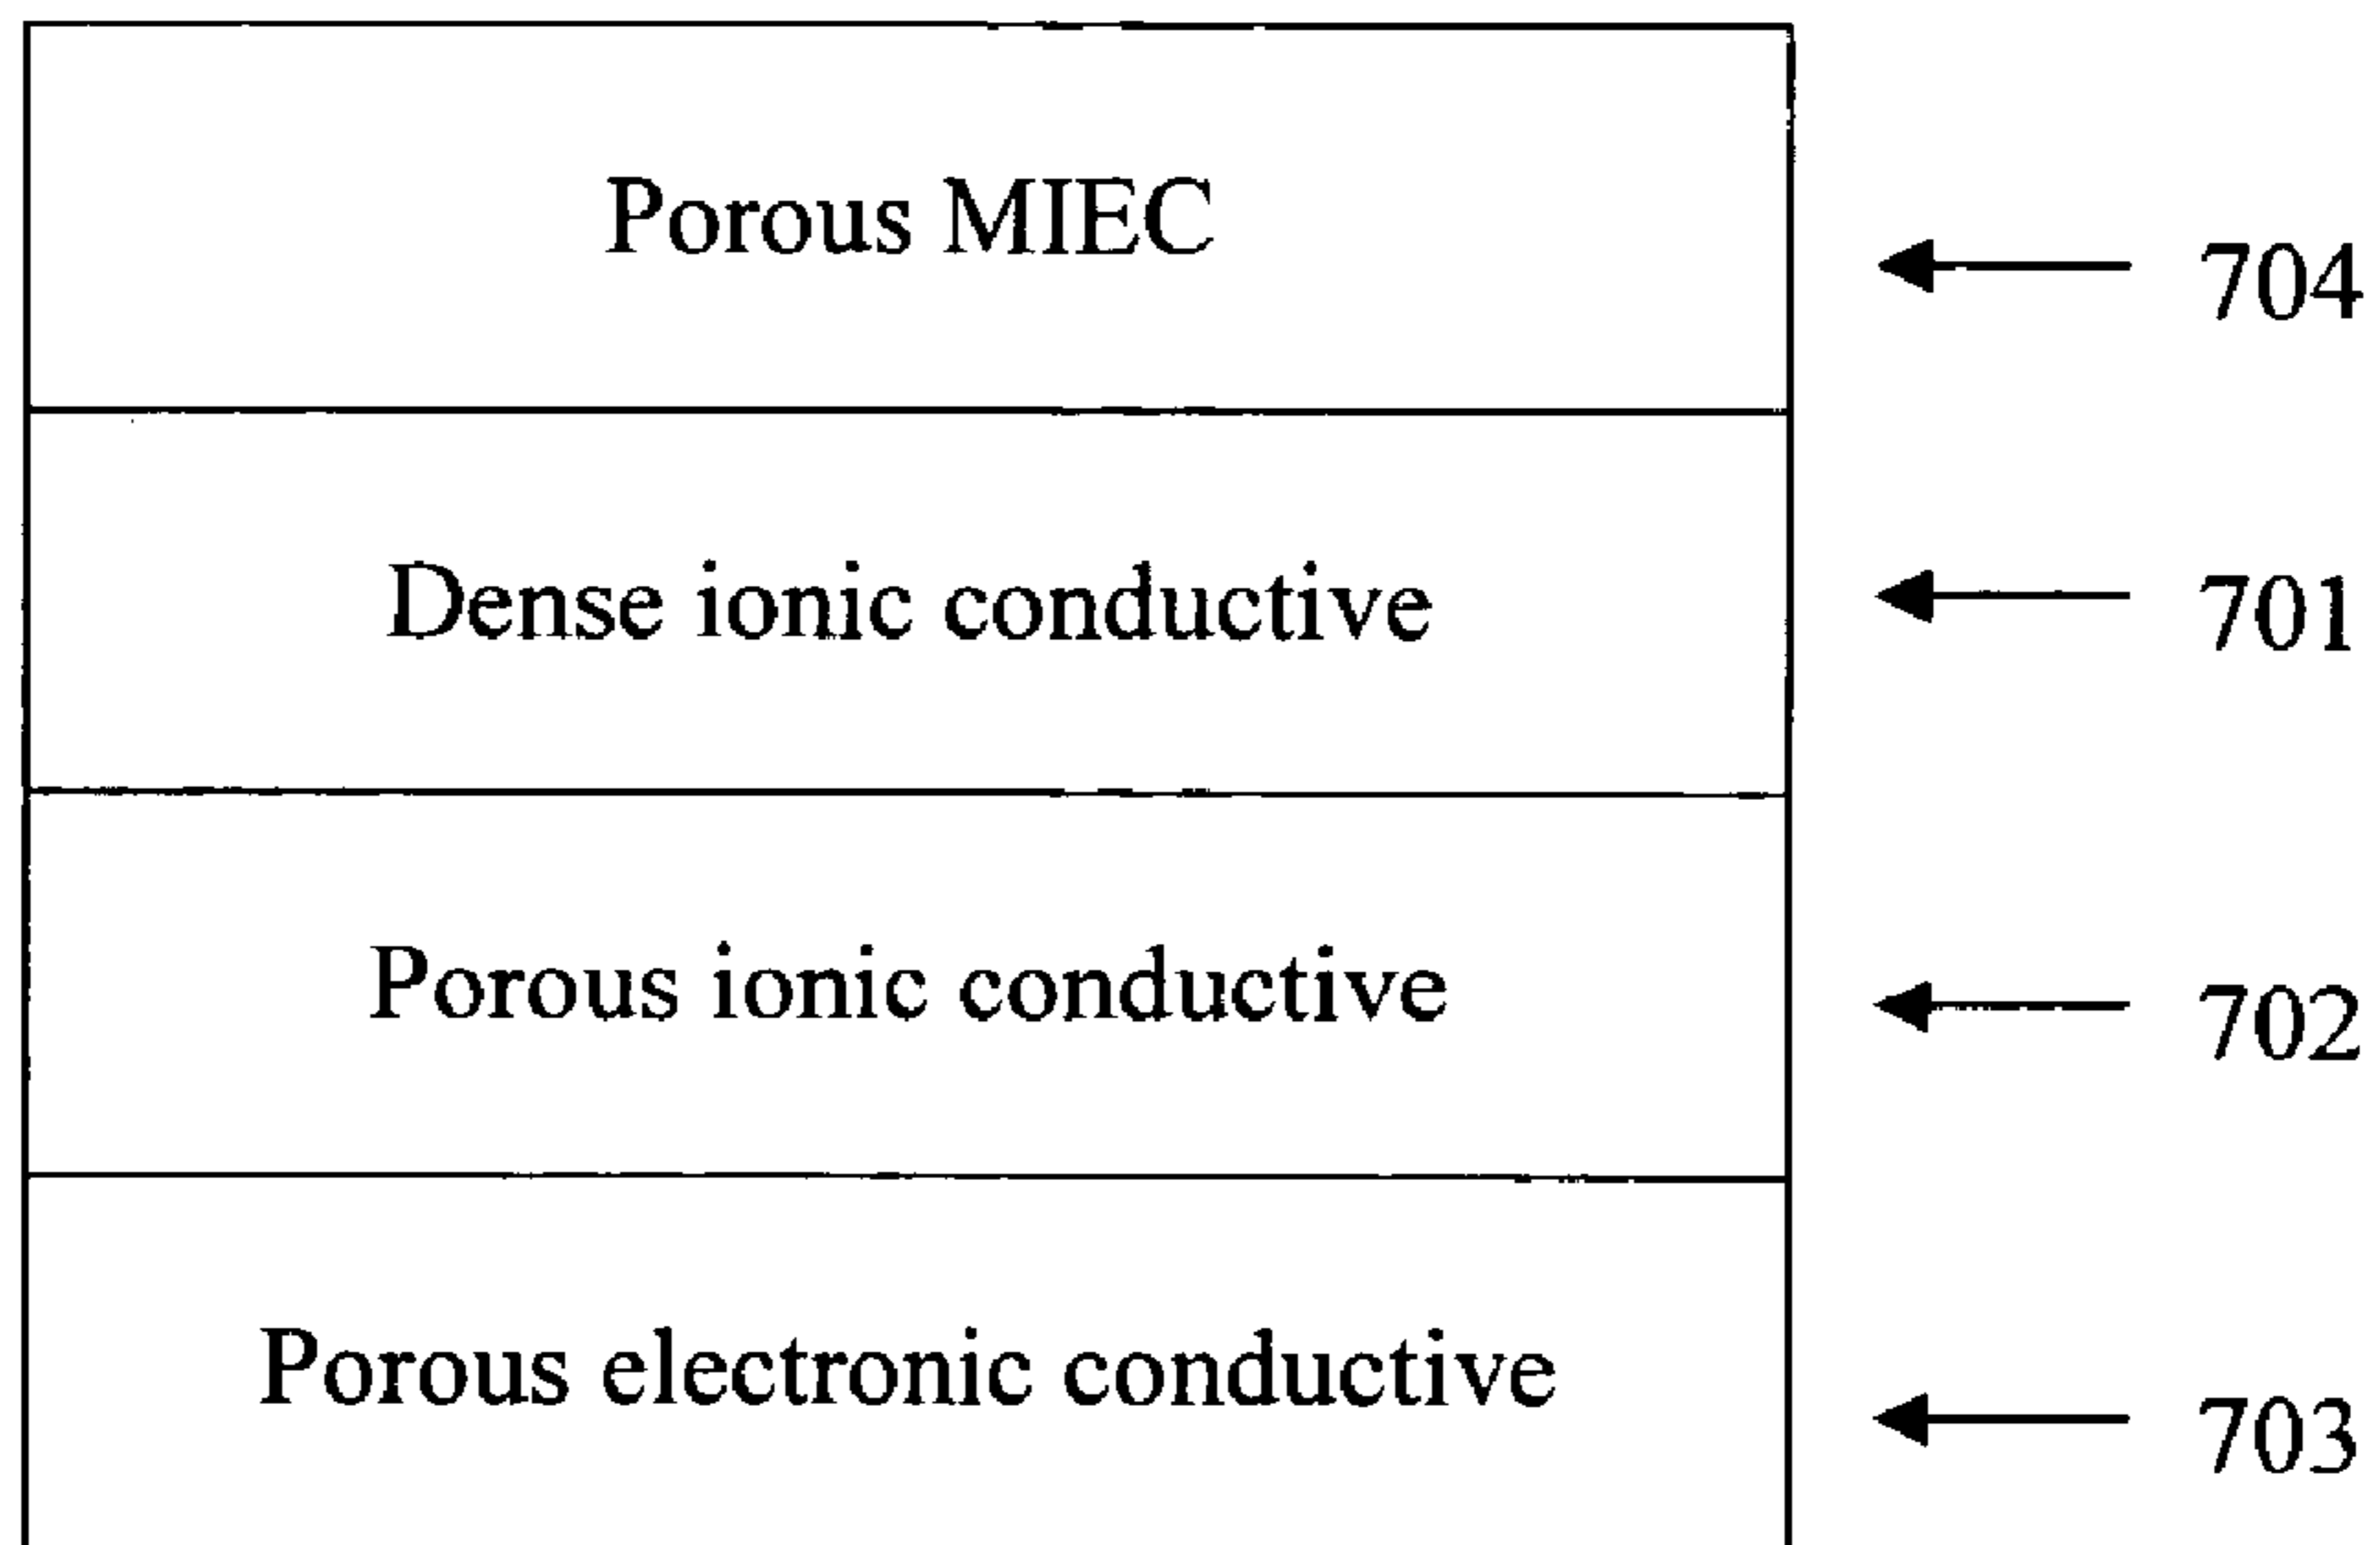 Porous MIEC
704
Dense ionic conductive
701
Porous ionic conductive
702
Porous electronic conductive
703